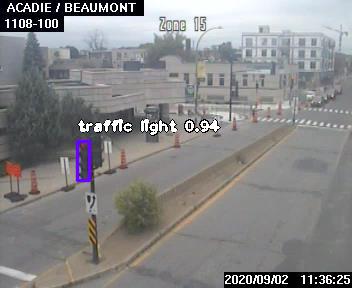 ACADIE / BEAUMONT
1108-100
Zone 15
traffic light 0.94
2020/09/02 11:36:25